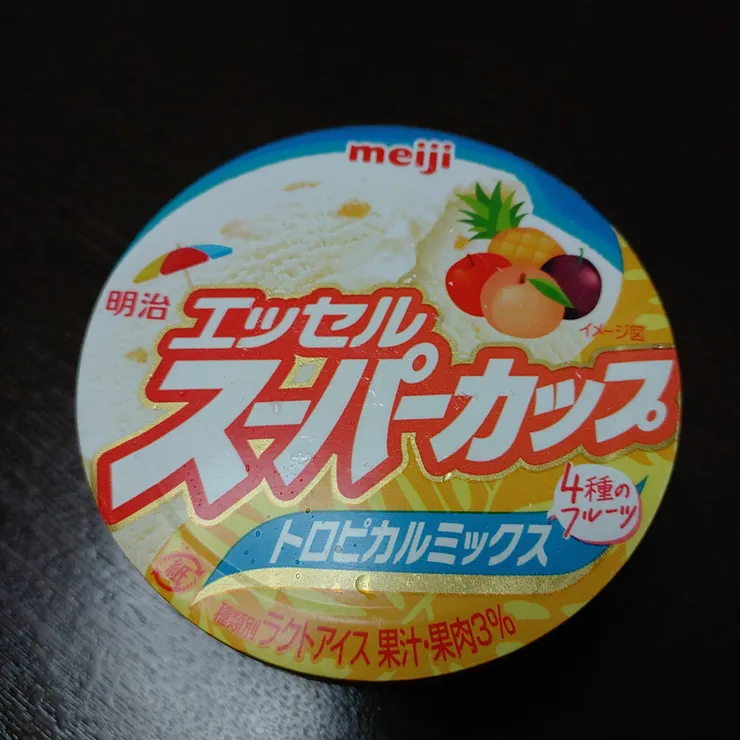 meiji
明治
エッセル
スーパーカップ
イメージ図
4種の
フルーツ
トロピカルミックス
紙
種類別 ラクトアイス 果汁・果肉3%